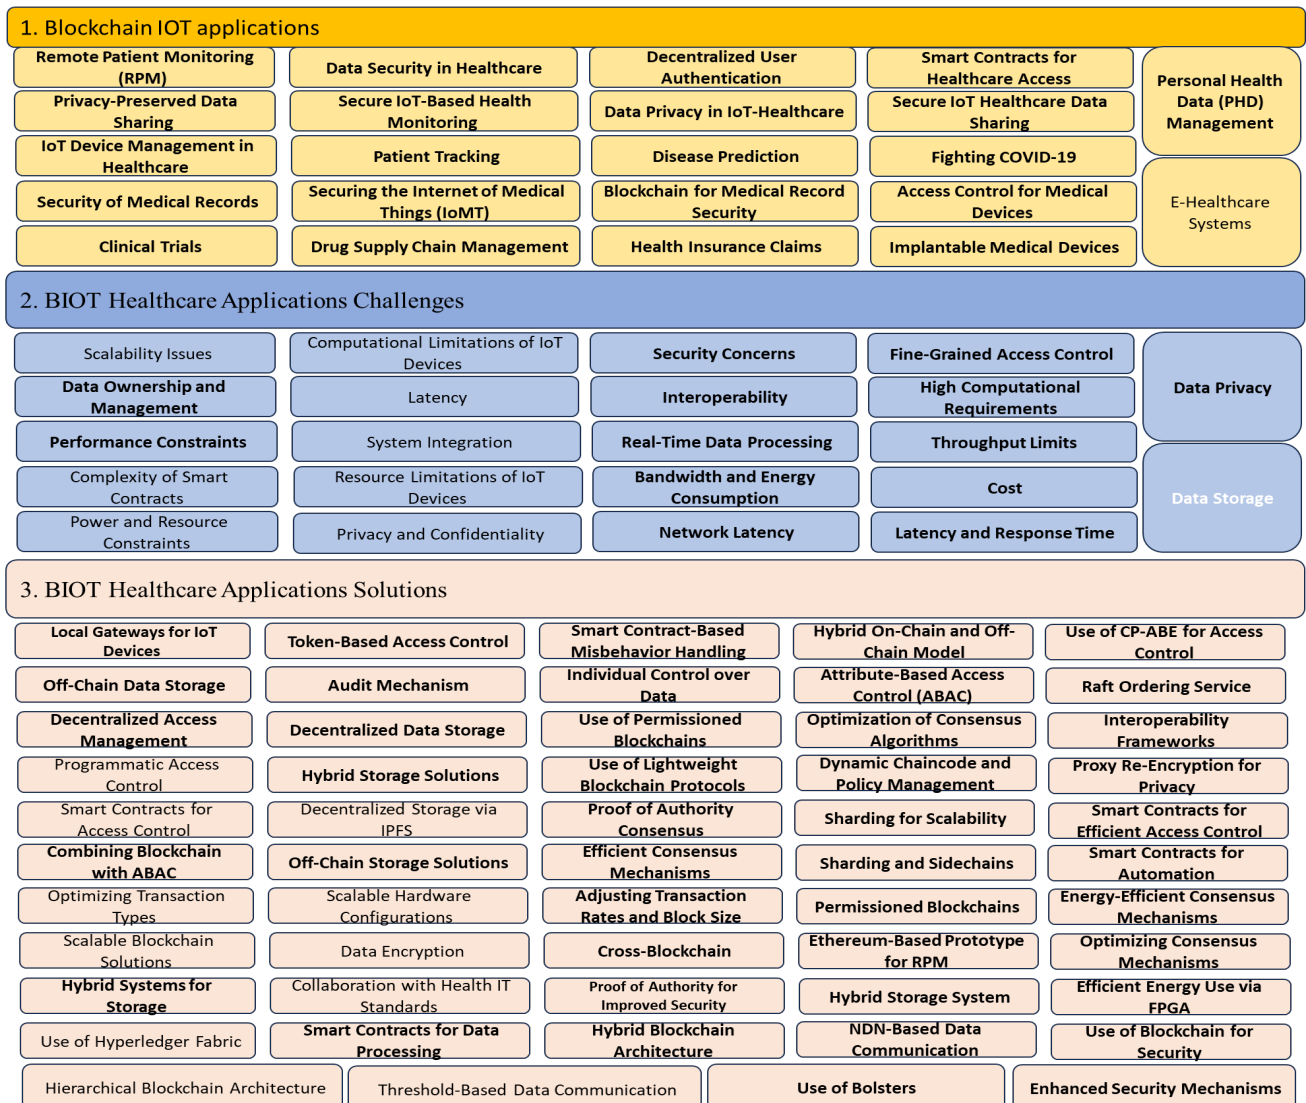 1. Blockchain IOT applications
Remote Patient Monitoring
(RPM)
Data Security in Healthcare
Decentralized User
Authentication
Smart Contracts for
Healthcare Access
Personal Health
Data (PHD)
Management
Privacy-Preserved Data
Sharing
Secure IoT-Based Health
Monitoring
Data Privacy in IoT-Healthcare
Secure IoT Healthcare Data
Sharing
IoT Device Management in
Healthcare
Patient Tracking
Disease Prediction
Fighting COVID-19
E-Healthcare
Systems
Security of Medical Records
Securing the Internet of Medical
Things (IoMT)
Blockchain for Medical Record
Security
Access Control for Medical
Devices
Clinical Trials
Drug Supply Chain Management
Health Insurance Claims
Implantable Medical Devices
2. BIOT Healthcare Applications Challenges
Scalability Issues
Computational Limitations of IoT
Devices
Security Concerns
Fine-Grained Access Control
Data Privacy
Data Ownership and
Management
Latency
Interoperability
High Computational
Requirements
Performance Constraints
System Integration
Real-Time Data Processing
Throughput Limits
Data Storage
Complexity of Smart
Contracts
Resource Limitations of IoT
Devices
Bandwidth and Energy
Consumption
Cost
Power and Resource
Constraints
Privacy and Confidentiality
Network Latency
Latency and Response Time
3. BIOT Healthcare Applications Solutions
Local Gateways for IoT
Devices
Token-Based Access Control
Smart Contract-Based
Misbehavior Handling
Hybrid On-Chain and Off-
Chain Model
Use of CP-ABE for Access
Control
Off-Chain Data Storage
Audit Mechanism
Individual Control over
Data
Attribute-Based Access
Control (ABAC)
Raft Ordering Service
Decentralized Access
Management
Decentralized Data Storage
Use of Permissioned
Blockchains
Optimization of Consensus
Algorithms
Interoperability
Frameworks
Programmatic Access
Control
Hybrid Storage Solutions
Use of Lightweight
Blockchain Protocols
Dynamic Chaincode and
Policy Management
Proxy Re-Encryption for
Privacy
Smart Contracts for
Access Control
Decentralized Storage via
IPFS
Proof of Authority
Consensus
Sharding for Scalability
Smart Contracts for
Efficient Access Control
Combining Blockchain
with ABAC
Off-Chain Storage Solutions
Efficient Consensus
Mechanisms
Sharding and Sidechains
Smart Contracts for
Automation
Optimizing Transaction
Types
Scalable Hardware
Configurations
Adjusting Transaction
Rates and Block Size
Permissioned Blockchains
Energy-Efficient Consensus
Mechanisms
Scalable Blockchain
Solutions
Data Encryption
Cross-Blockchain
Ethereum-Based Prototype
for RPM
Optimizing Consensus
Mechanisms
Hybrid Systems for
Storage
Collaboration with Health IT
Standards
Proof of Authority for
Improved Security
Hybrid Storage System
Efficient Energy Use via
FPGA
Use of Hyperledger Fabric
Smart Contracts for Data
Processing
Hybrid Blockchain
Architecture
NDN-Based Data
Communication
Use of Blockchain for
Security
Hierarchical Blockchain Architecture
Threshold-Based Data Communication
Use of Bolsters
Enhanced Security Mechanisms